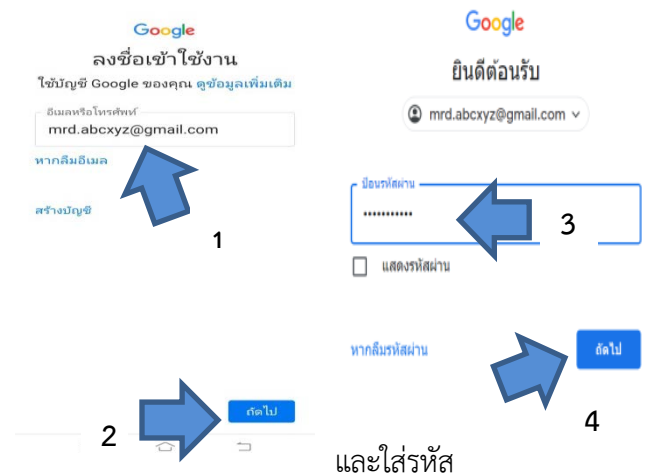 Google
ลงชื่อเข้าใช้งาน
ใช้บัญชี Google ของคุณ ดูข้อมูลเพิ่มเติม
อีเมลหรือโทรศัพท์
mrd.abcxyz@gmail.com
หากลืมอีเมล
สร้างบัญชี
1
2
ถัดไป
Google
ยินดีต้อนรับ
mrd.abcxyz@gmail.com
ป้อนรหัสผ่าน
•••••••••••
3
แสดงรหัสผ่าน
หากลืมรหัสผ่าน
ถัดไป
4
และใส่รหัส